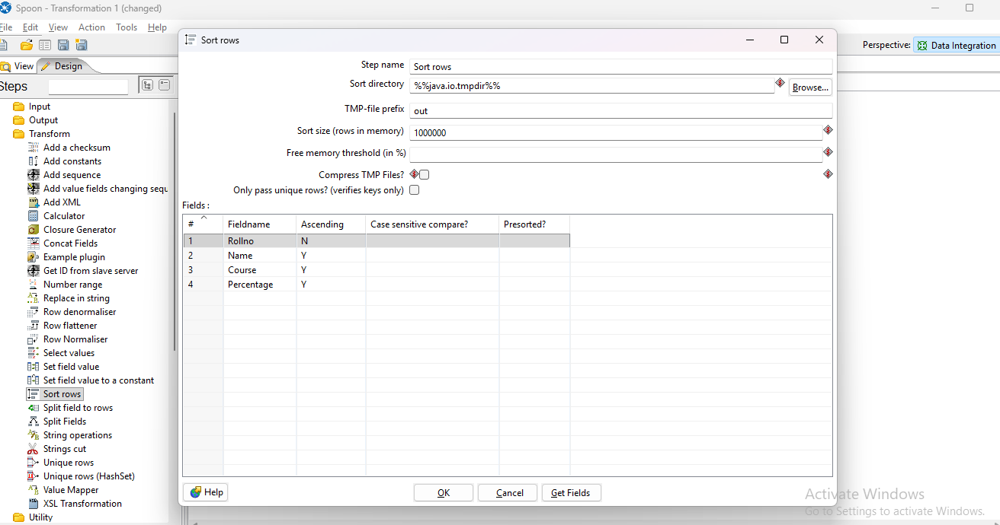 Spoon - Transformation 1 (changed)
File Edit View Action Tools Help
Perspective: Data Integration
View Design
Steps
Input
Output
Transform
Add a checksum
Add constants
Add sequence
Add value fields changing sequ
Add XML
Calculator
Closure Generator
Concat Fields
Example plugin
Get ID from slave server
Number range
Replace in string
Row denormaliser
Row flattener
Row Normaliser
Select values
Set field value
Set field value to a constant
Sort rows
Split field to rows
Split Fields
String operations
Strings cut
Unique rows
Unique rows (HashSet)
Value Mapper
XSL Transformation
Utility
Sort rows
Step name Sort rows
Sort directory %%java.io.tmpdir%% Browse...
TMP-file prefix out
Sort size (rows in memory) 1000000
Free memory threshold (in %)
Compress TMP Files?
Only pass unique rows? (verifies keys only)
Fields :
# Fieldname Ascending Case sensitive compare? Presorted?
1 Rollno N
2 Name Y
3 Course Y
4 Percentage Y
Help OK Cancel Get Fields
Activate Windows
Go to Settings to activate Windows.